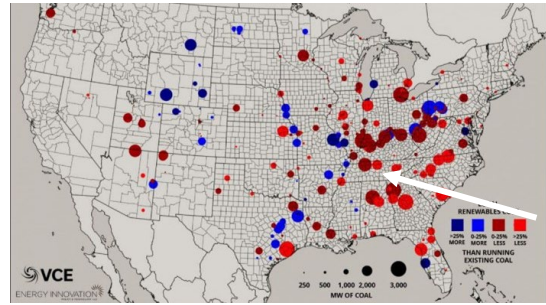 RENEWABLES CO
>25%
MORE
0-25%
MORE
0-25%
LESS
>25%
LESS
THAN RUNNING
EXISTING COAL
VCE
ENERGY INNOVATION
250 500 1,000 2,000 3,000
MW OF COAL